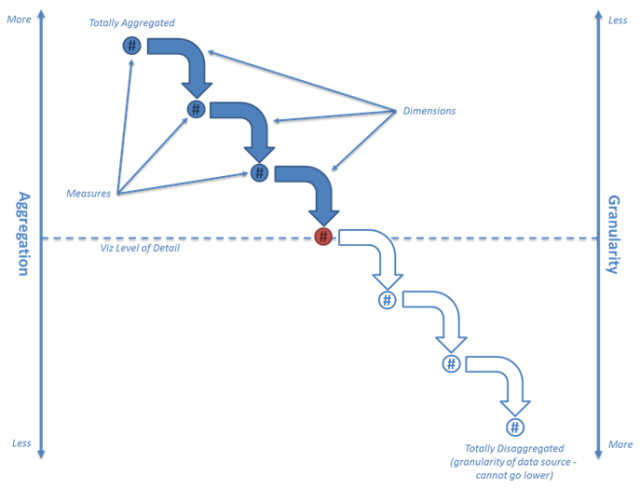 More
Less
Totally Aggregated
#
#
Dimensions
#
Measures
Aggregation
Granularity
#
Viz Level of Detail
#
#
#
Less
More
Totally Disaggregated
(granularity of data source -
cannot go lower)